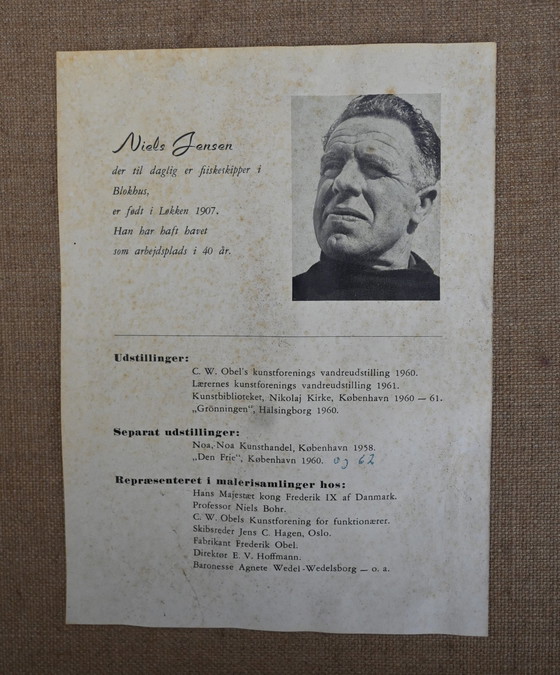 Niels Jensen
der til daglig er fiisketkipper i
Blokhus,
er født i Løkken 1907.
Han har haft havet
som arbejdsplads i 40 år.
Udstillinger:
C. W. Obel's kunstforenings vandreudstilling 1960.
Lærernes kunstforenings vandreudstilling 1961.
Kunstbiblioteket, Nikolaj Kirke, København 1960 — 61.
„Grönningen", Hälsingborg 1960.
Separat udstillinger:
Noa, Noa Kunsthandel, København 1958.
„Den Frie", København 1960. og 62
Repræsenteret i malerisamlinger hos:
Hans Majestæt kong Frederik IX af Danmark.
Professor Niels Bohr.
C. W. Obels Kunstforening for funktionærer.
Skibsreder Jens C. Hagen, Oslo.
Fabrikant Frederik Obel.
Direktør E. V. Hoffmann.
Baronesse Agnete Wedel-Wedelsborg — o. a.